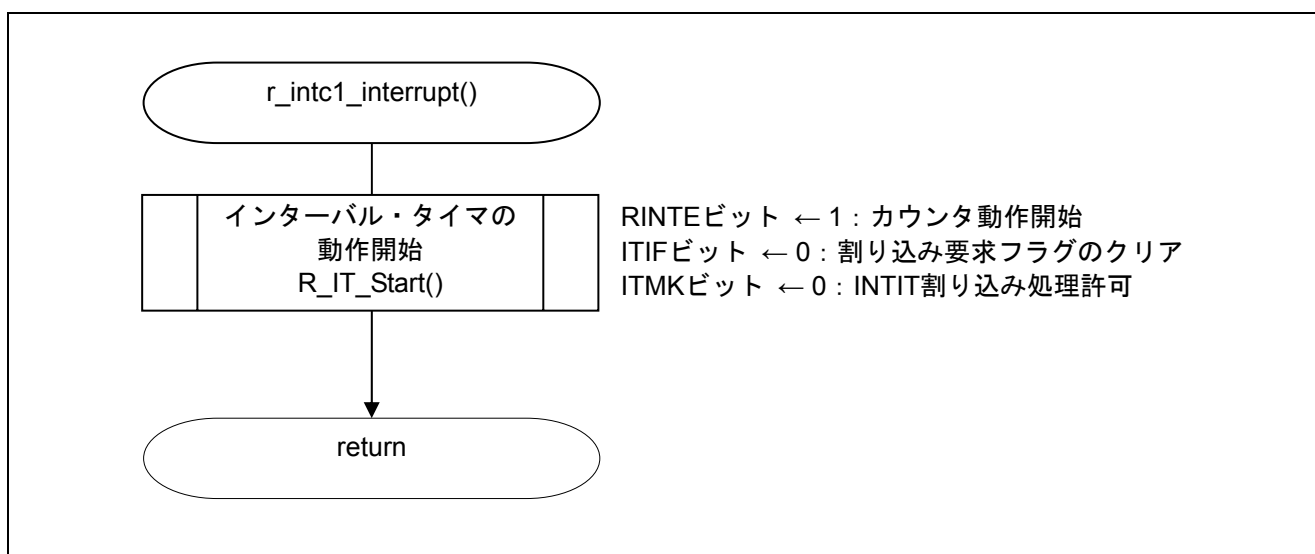 r_intc1_interrupt()
インターバル・タイマの
動作開始
R_IT_Start()
RINTEビット ← 1：カウンタ動作開始
ITIFビット ← 0：割り込み要求フラグのクリア
ITMKビット ← 0：INTIT割り込み処理許可
return